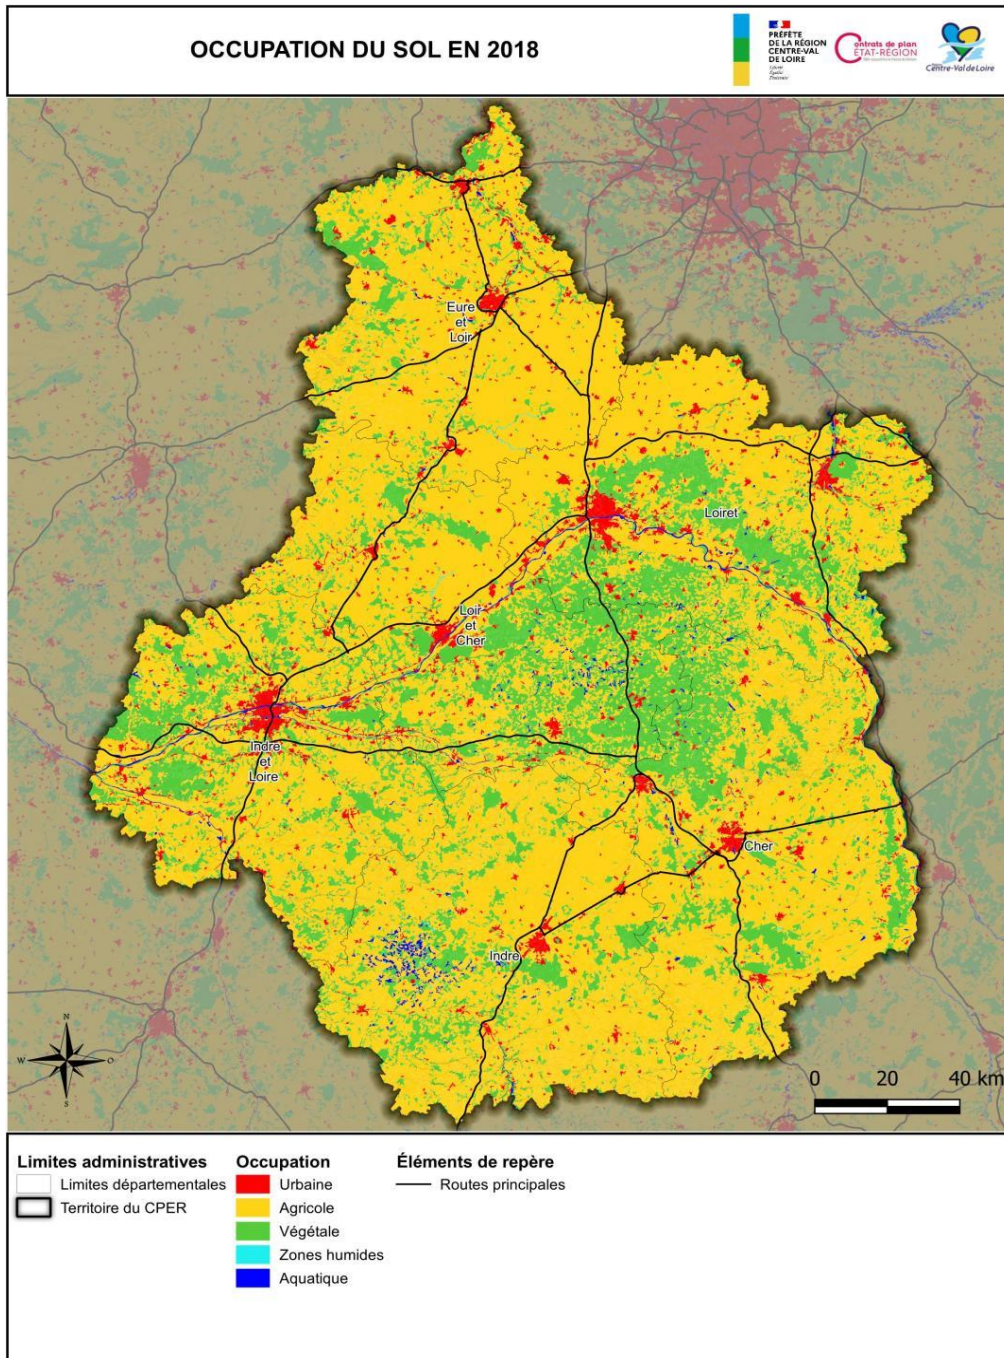 OCCUPATION DU SOL EN 2018
PRÉFÈTE
DE LA RÉGION
CENTRE-VAL
DE LOIRE
Liberté
Égalité
Fraternité
Contrats de plan
ÉTAT-RÉGION
Centre-Val de Loire
Eure
et
Loir
Loiret
Loir
et
Cher
Indre
et
Loire
Cher
Indre
N
W
O
S
0 20 40 km
Limites administratives
Limites départementales
Territoire du CPER
Occupation
Urbaine
Agricole
Végétale
Zones humides
Aquatique
Éléments de repère
Routes principales